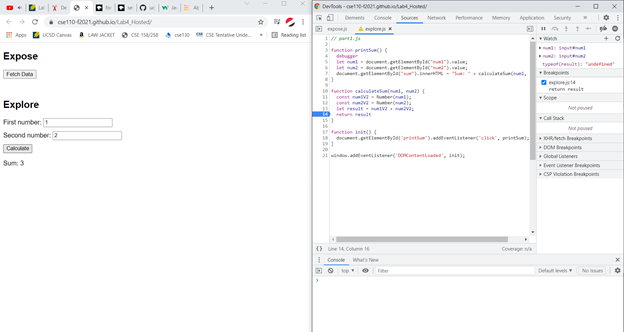 cse110-f2021.github.io/Lab4_Hosted/
Apps
UCSD Canvas
LAW JACKET
CSE 15B/25B
cse130
CSE Tentative Under...
Ab
Reading list
Expose
Fetch Data
Explore
First number: 1
Second number: 2
Calculate
Sum: 3
DevTools - cse110-f2021.github.io/Lab4_Hosted/
Elements Console Sources Network Performance Memory Application Security
expose.js explore.js
1 // part1.js
2
3 function printSum() {
4 debugger
5 let num1 = document.getElementById("num1").value;
6 let num2 = document.getElementById("num2").value;
7 document.getElementById("sum").innerHTML = "Sum: " + calculateSum(num1,
8 }
9
10 function calculateSum(num1, num2) {
11 const num1V2 = Number(num1);
12 const num2V2 = Number(num2);
13 let result = num1V2 + num2V2;
14 return result
15 }
16
17 function init() {
18 document.getElementById('printSum').addEventListener('click', printSum);
19 }
20
21 window.addEventListener('DOMContentLoaded', init);
{} Line 14, Column 16 Coverage: n/a
Watch
num1: input#num1
num2: input#num2
typeof(result): "undefined"
Breakpoints
explore.js:14
return result
Scope
Not paused
Call Stack
Not paused
XHR/fetch Breakpoints
DOM Breakpoints
Global Listeners
Event Listener Breakpoints
CSP Violation Breakpoints
Console What's New
top Filter Default levels No Issues